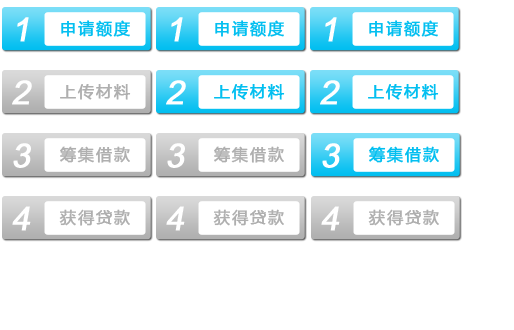 1 申请额度 1 申请额度 1 申请额度
2 上传材料 2 上传材料 2 上传材料
3 筹集借款 3 筹集借款 3 筹集借款
4 获得贷款 4 获得贷款 4 获得贷款